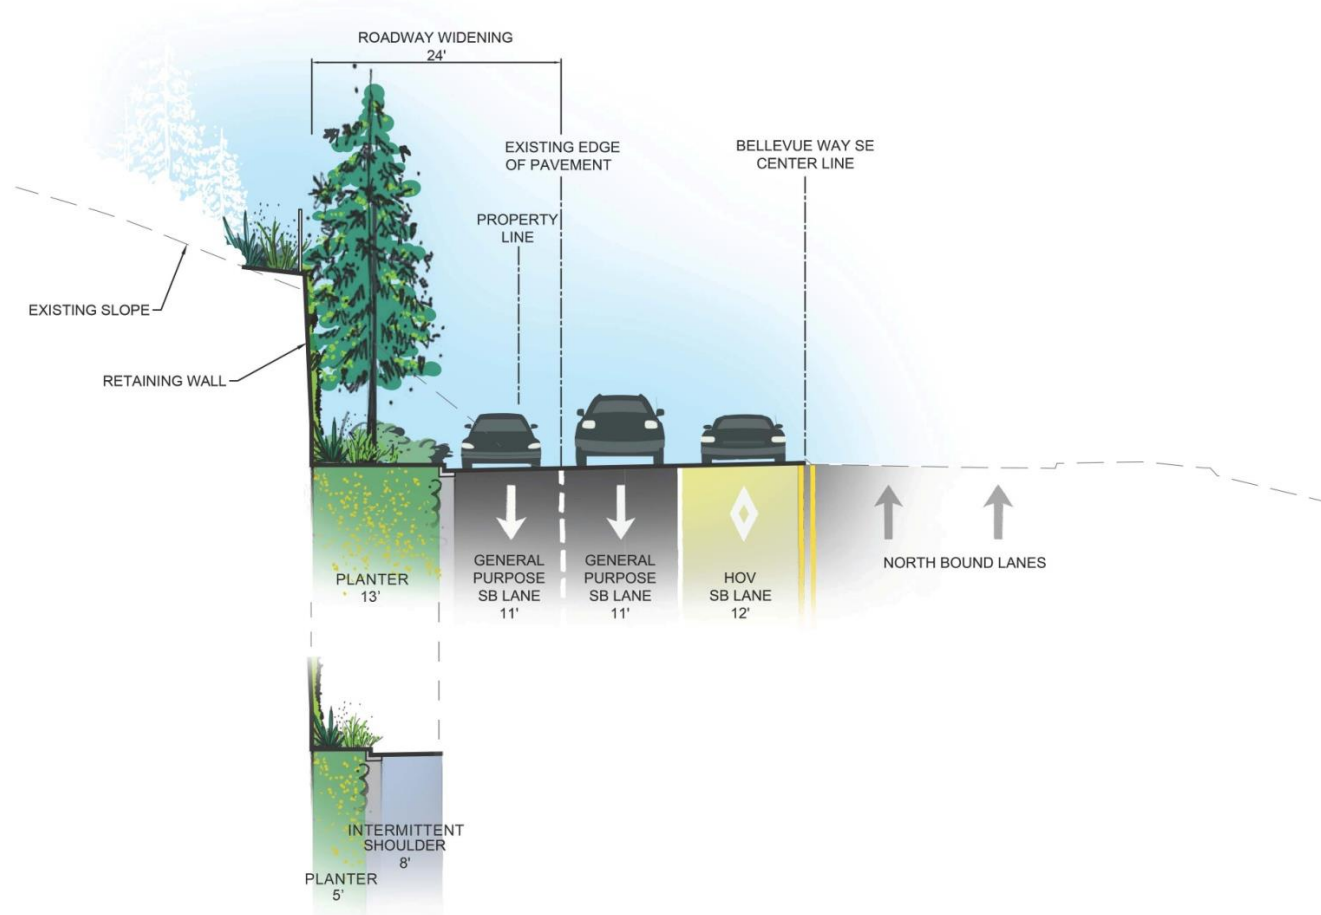 ROADWAY WIDENING
24'
EXISTING EDGE
OF PAVEMENT
BELLEVUE WAY SE
CENTER LINE
PROPERTY
LINE
EXISTING SLOPE
RETAINING WALL
PLANTER
13'
GENERAL
PURPOSE
SB LANE
11'
GENERAL
PURPOSE
SB LANE
11'
HOV
SB LANE
12'
NORTH BOUND LANES
INTERMITTENT
SHOULDER
8'
PLANTER
5'